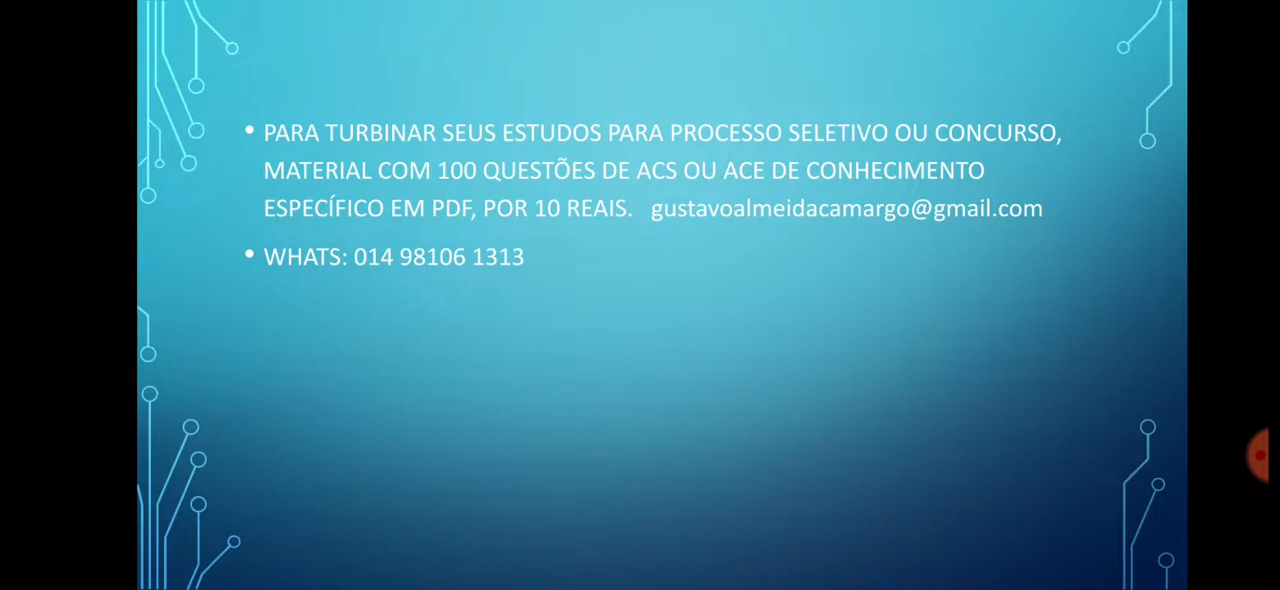 • PARA TURBINAR SEUS ESTUDOS PARA PROCESSO SELETIVO OU CONCURSO,
MATERIAL COM 100 QUESTÕES DE ACS OU ACE DE CONHECIMENTO
ESPECÍFICO EM PDF, POR 10 REAIS. gustavoalmeidacamargo@gmail.com
• WHATS: 014 98106 1313